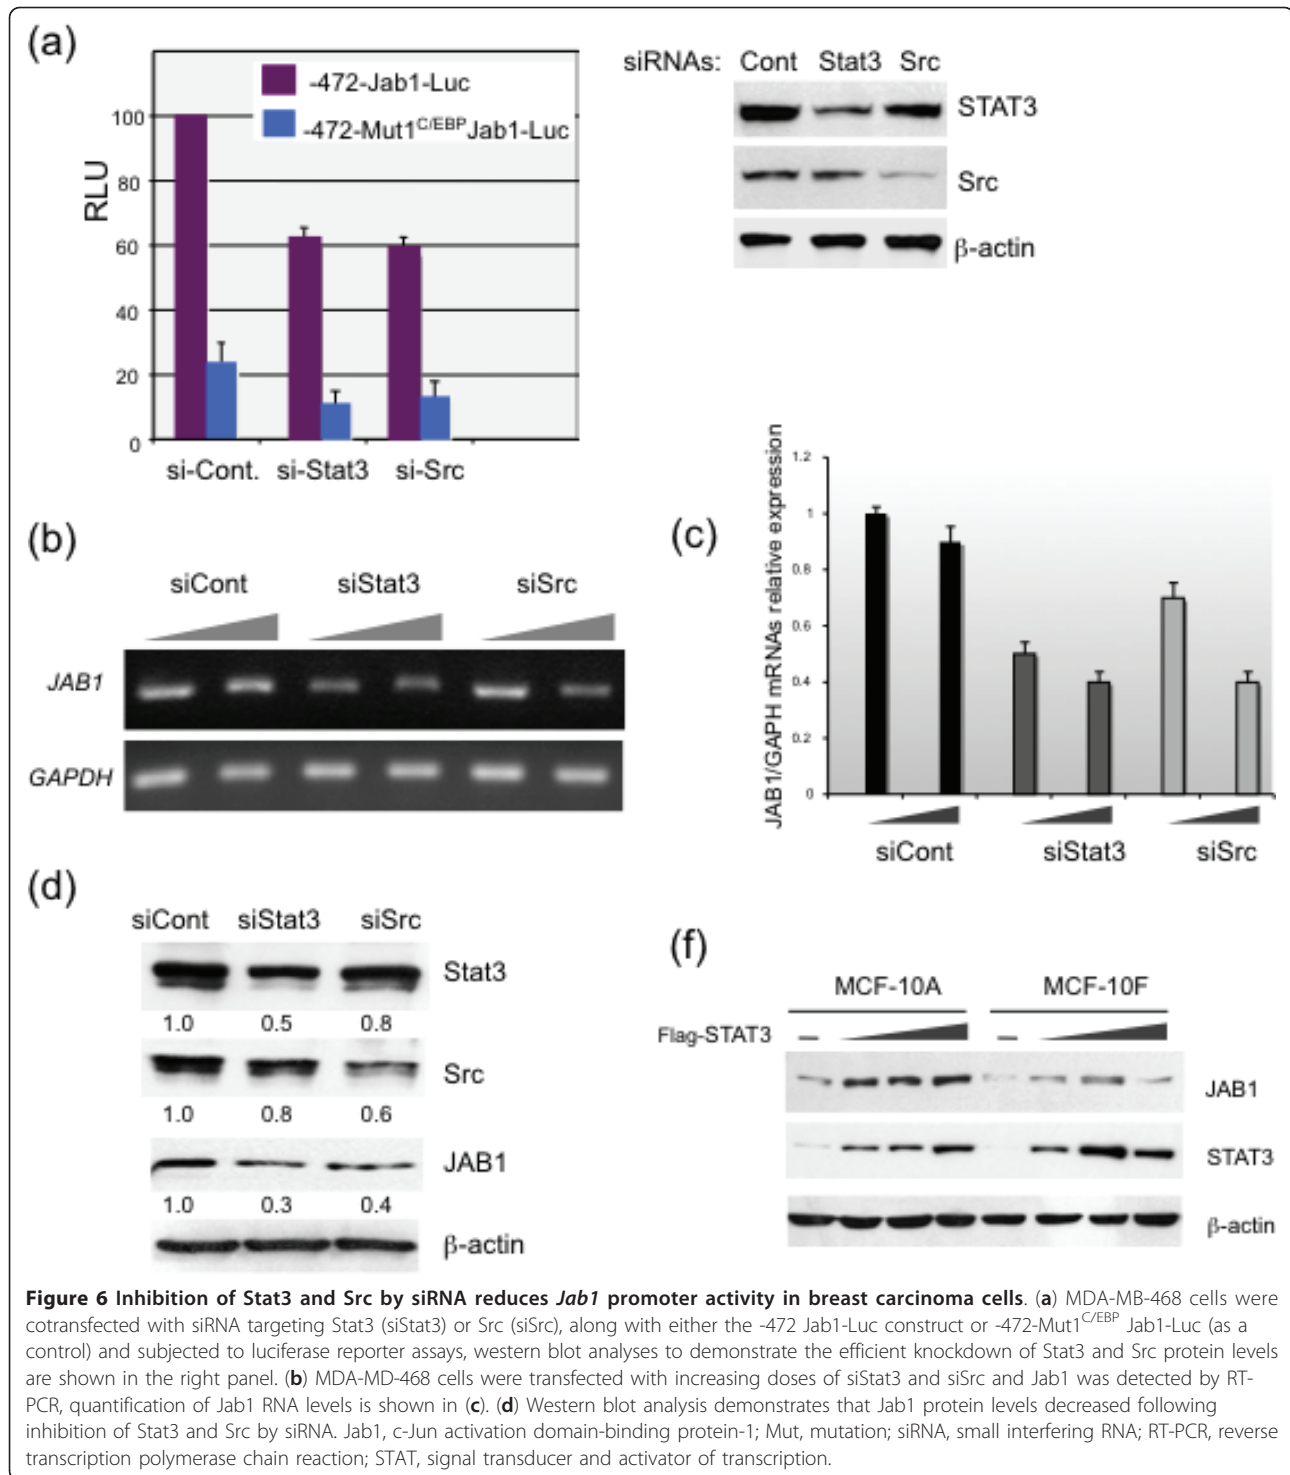 (a)
-472-Jab1-Luc
-472-Mut1C/EBP Jab1-Luc
RLU
100
80
60
40
20
0
si-Cont. si-Stat3 si-Src
siRNAs: Cont Stat3 Src
STAT3
Src
β-actin
(b)
siCont siStat3 siSrc
JAB1
GAPDH
(c)
JAB1/GAPH mRNAs relative expression
1.2
1
0.8
0.6
0.4
0.2
0
siCont siStat3 siSrc
(d)
siCont siStat3 siSrc
Stat3
1.0 0.5 0.8
Src
1.0 0.8 0.6
JAB1
1.0 0.3 0.4
β-actin
(f)
MCF-10A MCF-10F
Flag-STAT3 – –
JAB1
STAT3
β-actin
Figure 6 Inhibition of Stat3 and Src by siRNA reduces Jab1 promoter activity in breast carcinoma cells. (a) MDA-MB-468 cells were
cotransfected with siRNA targeting Stat3 (siStat3) or Src (siSrc), along with either the -472 Jab1-Luc construct or -472-Mut1C/EBP Jab1-Luc (as a
control) and subjected to luciferase reporter assays, western blot analyses to demonstrate the efficient knockdown of Stat3 and Src protein levels
are shown in the right panel. (b) MDA-MD-468 cells were transfected with increasing doses of siStat3 and siSrc and Jab1 was detected by RT-
PCR, quantification of Jab1 RNA levels is shown in (c). (d) Western blot analysis demonstrates that Jab1 protein levels decreased following
inhibition of Stat3 and Src by siRNA. Jab1, c-Jun activation domain-binding protein-1; Mut, mutation; siRNA, small interfering RNA; RT-PCR, reverse
transcription polymerase chain reaction; STAT, signal transducer and activator of transcription.